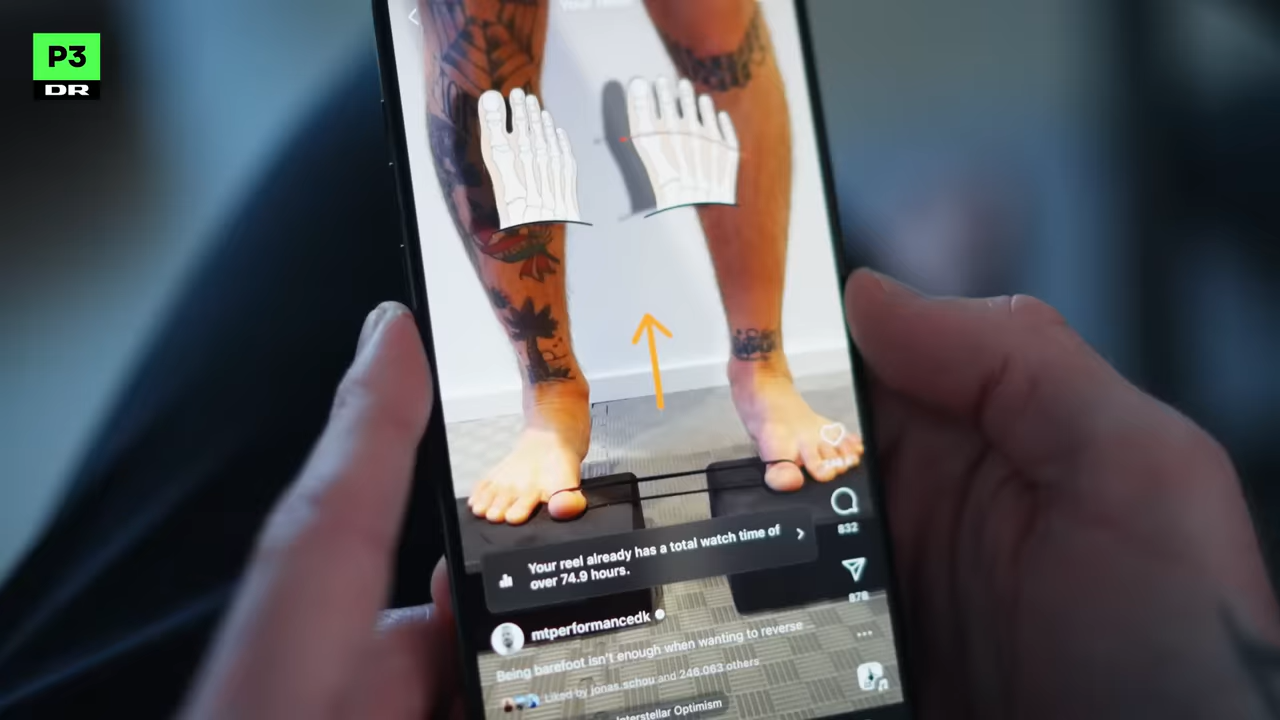 P3
DR
Your reel already has a total watch time of
over 74.9 hours.
832
878
mtperformancedk
Being barefoot isn't enough when wanting to reverse ...
Liked by jonas.schou and 246.063 others
Interstellar Optimism